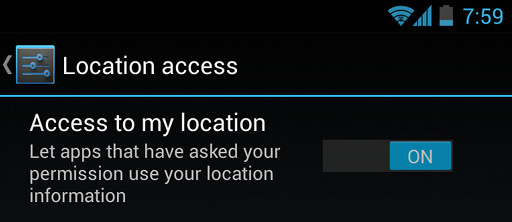 7:59
Location access
Access to my location
Let apps that have asked your
permission use your location
information
ON